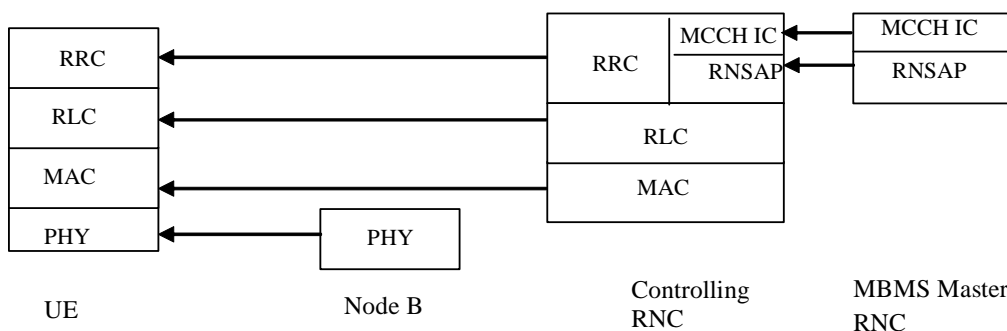 MCCH IC
MCCH IC
RRC
RRC
RNSAP
RNSAP
RLC
RLC
MAC
MAC
PHY
PHY
UE
Node B
Controlling
RNC
MBMS Master
RNC